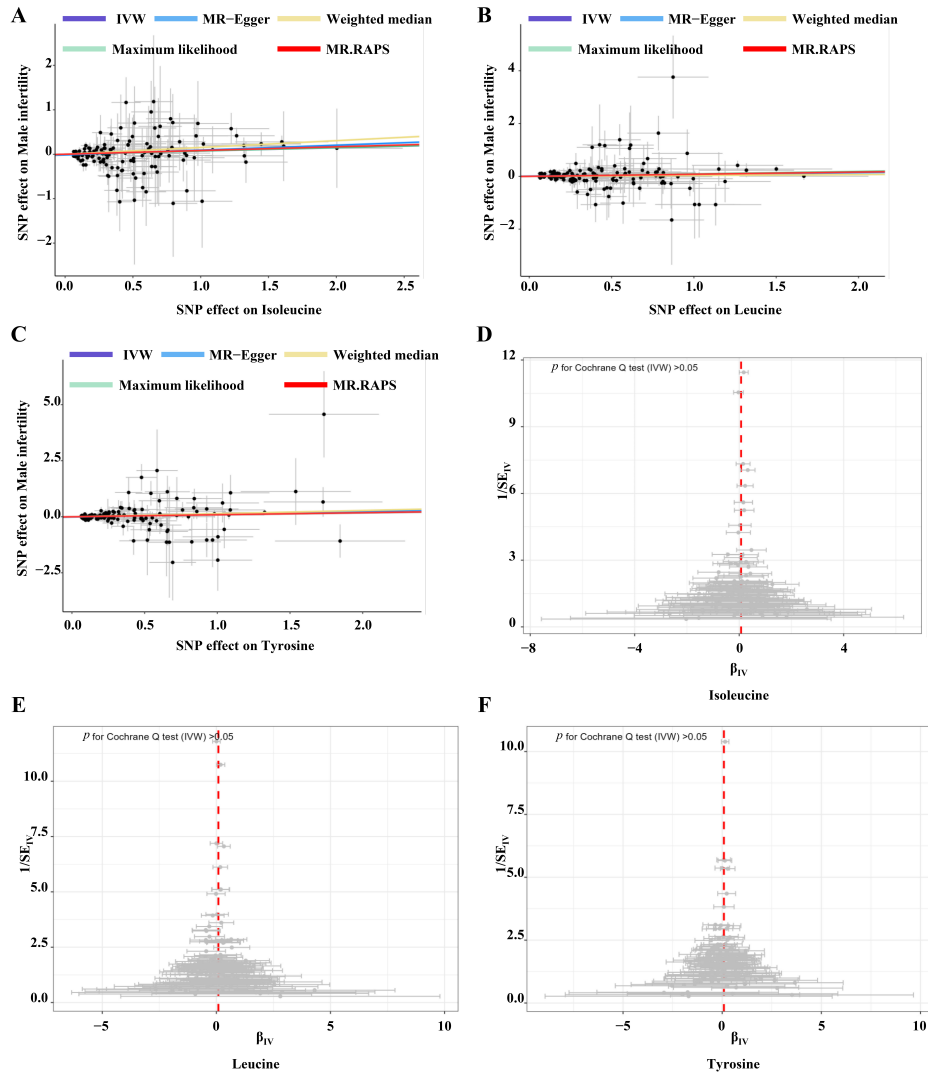 A
IVW MR−Egger Weighted median
Maximum likelihood MR.RAPS
SNP effect on Male infertility
2
1
0
−1
−2
0.0 0.5 1.0 1.5 2.0 2.5
SNP effect on Isoleucine
B
IVW MR−Egger Weighted median
Maximum likelihood MR.RAPS
SNP effect on Male infertility
4
2
0
−2
0.0 0.5 1.0 1.5 2.0
SNP effect on Leucine
C
IVW MR−Egger Weighted median
Maximum likelihood MR.RAPS
SNP effect on Male infertility
5.0
2.5
0.0
−2.5
0.0 0.5 1.0 1.5 2.0
SNP effect on Tyrosine
D
p for Cochrane Q test (IVW) >0.05
1/SEIV
12
9
6
3
0
−8 −4 0 4
βIV
Isoleucine
E
p for Cochrane Q test (IVW) >0.05
1/SEIV
10.0
7.5
5.0
2.5
0.0
−5 0 5 10
βIV
Leucine
F
p for Cochrane Q test (IVW) >0.05
1/SEIV
10.0
7.5
5.0
2.5
0.0
−5 0 5 10
βIV
Tyrosine